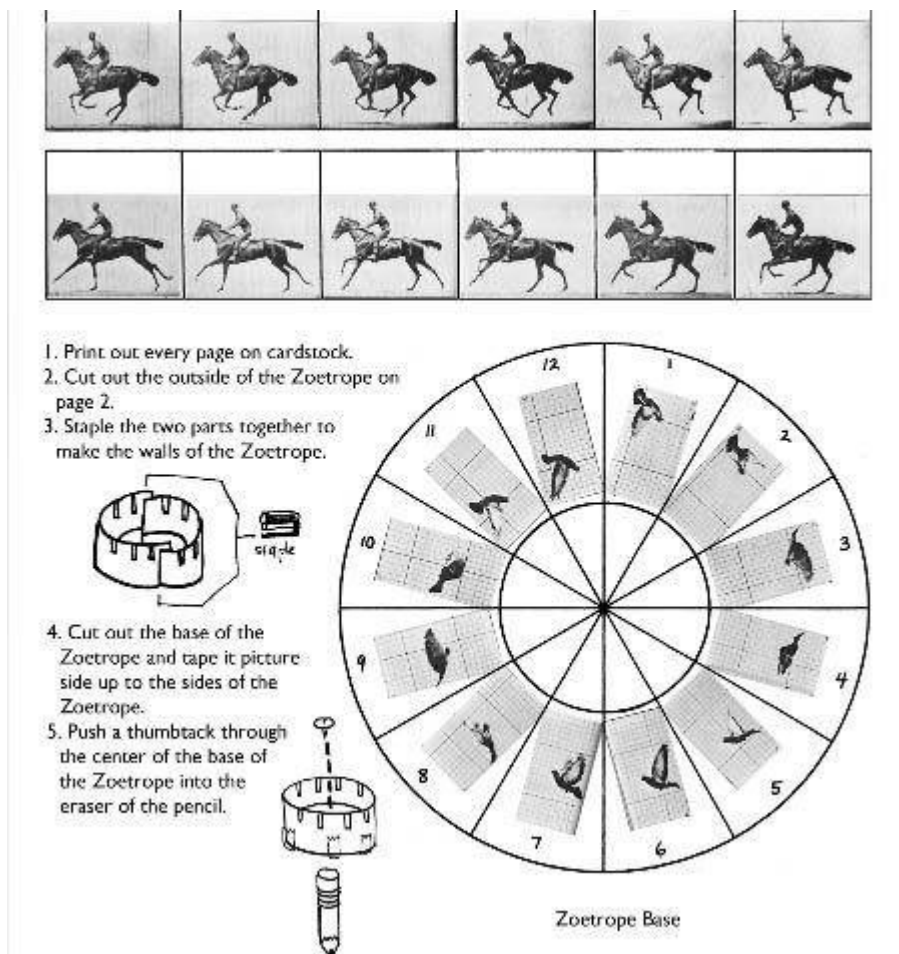 1. Print out every page on cardstock.
2. Cut out the outside of the Zoetrope on
page 2.
3. Staple the two parts together to
make the walls of the Zoetrope.
staple
4. Cut out the base of the
Zoetrope and tape it picture
side up to the sides of the
Zoetrope.
5. Push a thumbtack through
the center of the base of
the Zoetrope into the
eraser of the pencil.
12
1
2
3
4
5
6
7
8
9
10
11
Zoetrope Base